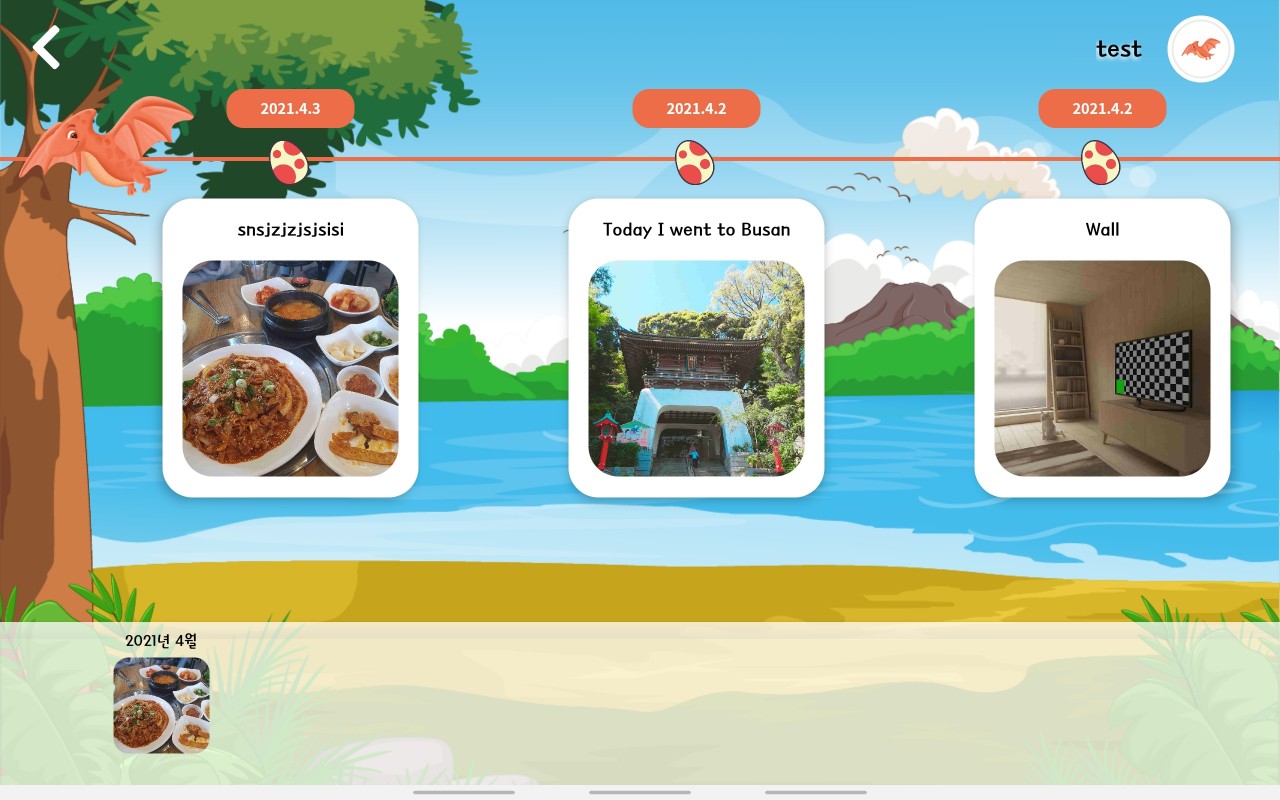 test
2021.4.3
2021.4.2
2021.4.2
snsjzjzjsjsisi
Today I went to Busan
Wall
2021년 4월